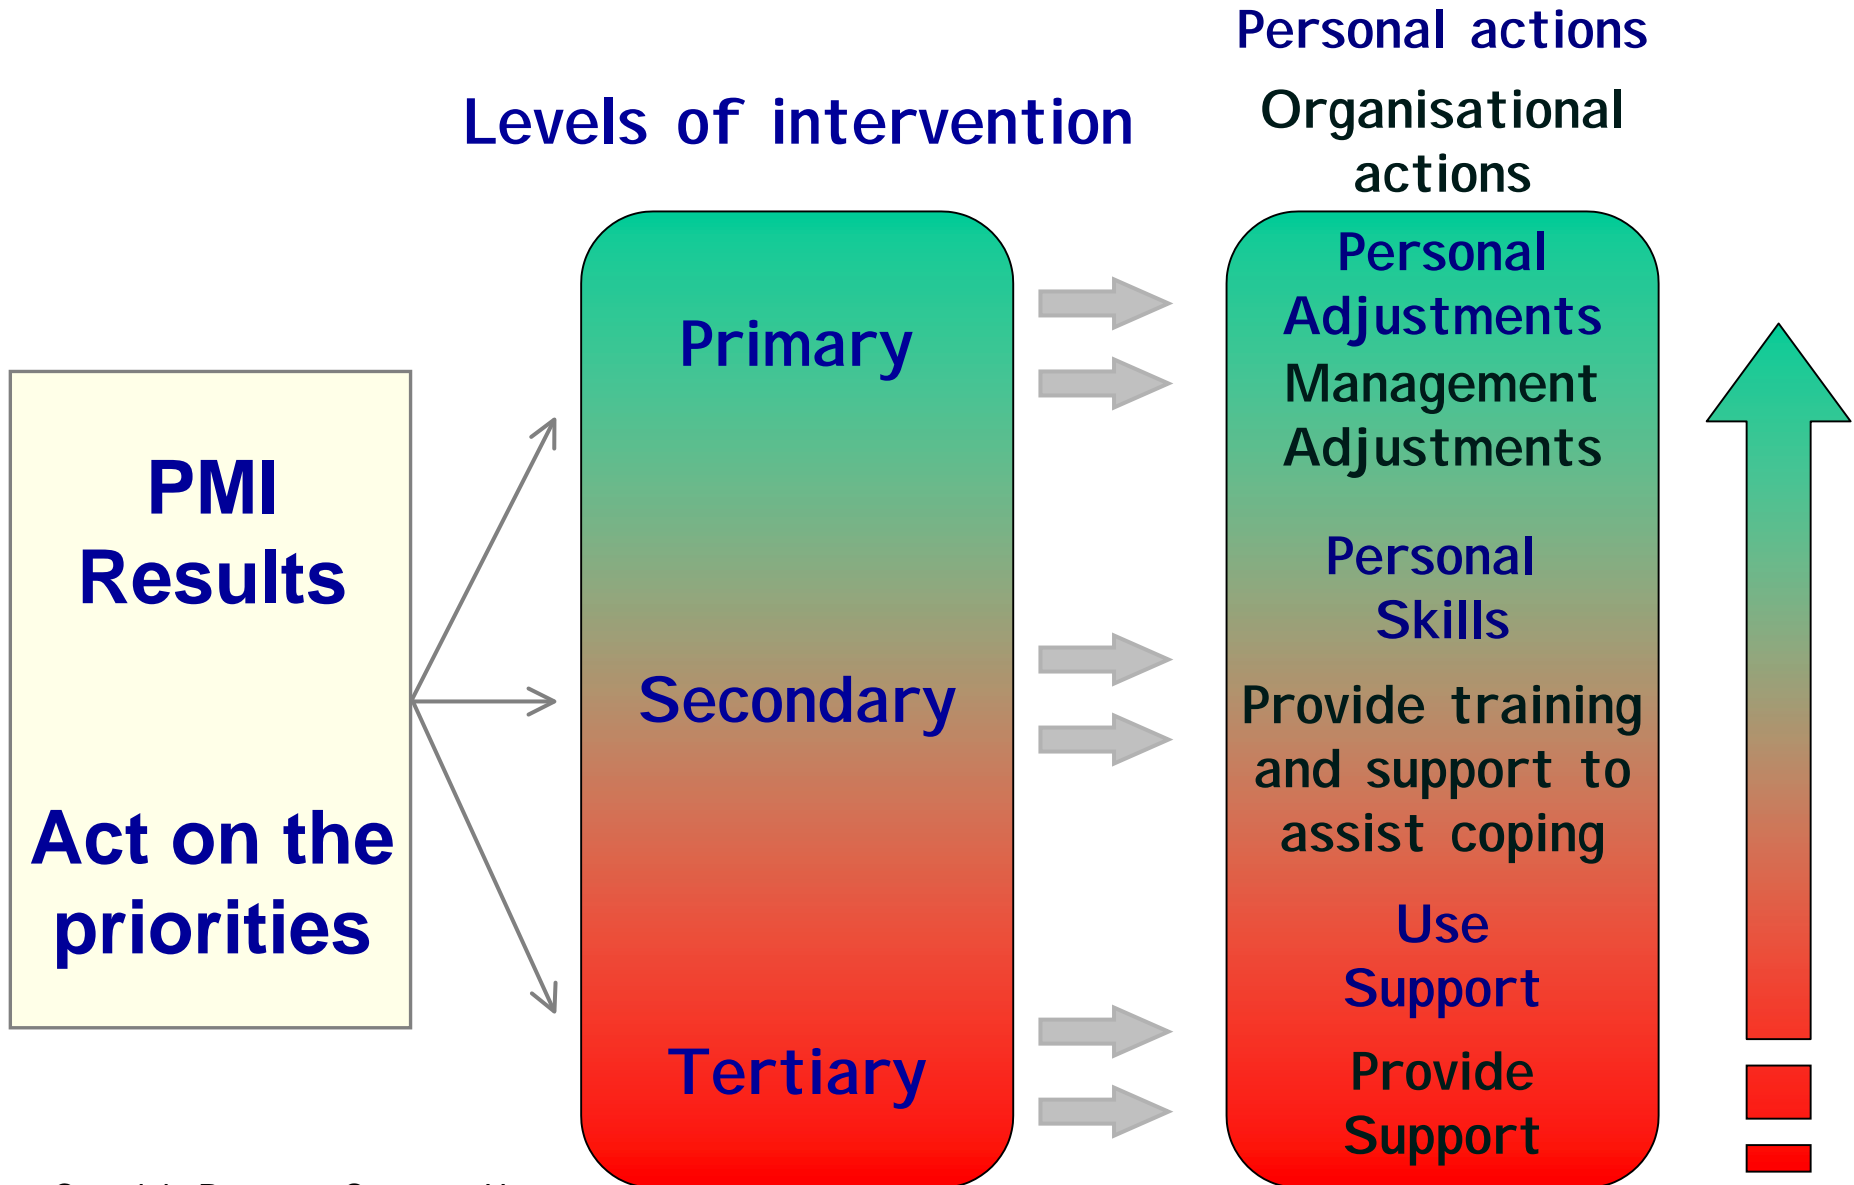 Personal actions
Levels of intervention
Organisational
actions
PMI
Results
Act on the
priorities
Primary
Secondary
Tertiary
Personal
Adjustments
Management
Adjustments
Personal
Skills
Provide training
and support to
assist coping
Use
Support
Provide
Support